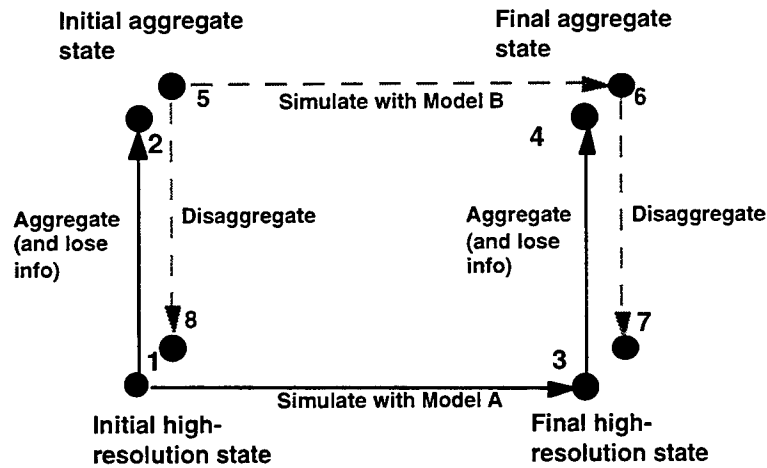 Initial aggregate
state
Final aggregate
state
5
Simulate with Model B
6
2
4
Aggregate
(and lose
info)
Disaggregate
Aggregate
(and lose
info)
Disaggregate
8
7
1
3
Simulate with Model A
Initial high-
resolution state
Final high-
resolution state